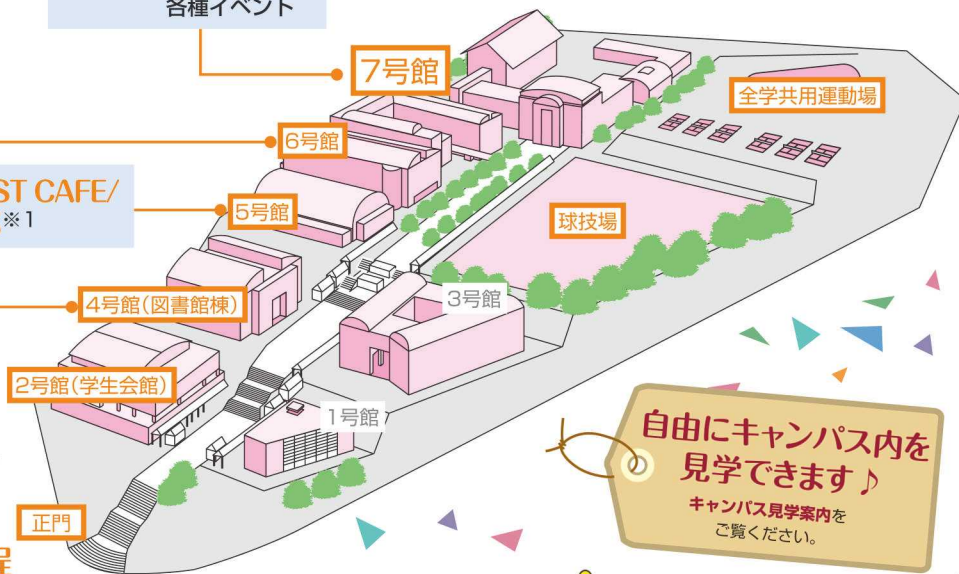 各種イベント
7号館
全学共用運動場
6号館
ST CAFE/
※1
5号館
球技場
4号館(図書館棟)
3号館
2号館(学生会館)
1号館
自由にキャンパス内を
見学できます♪
キャンパス見学案内を
ご覧ください。
正門